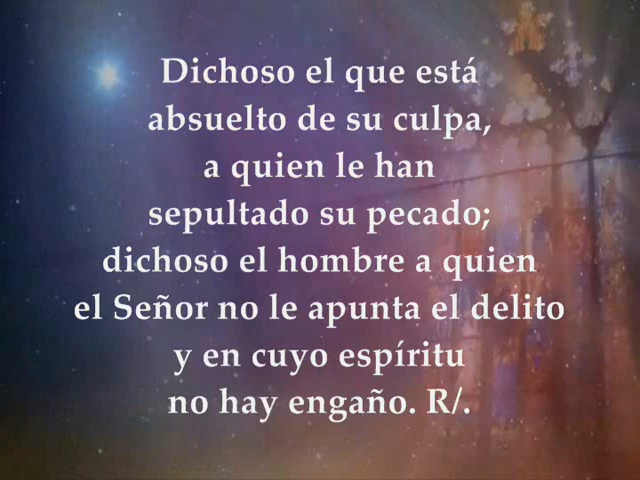 Dichoso el que está
absuelto de su culpa,
a quien le han
sepultado su pecado;
dichoso el hombre a quien
el Señor no le apunta el delito
y en cuyo espíritu
no hay engaño. R/.